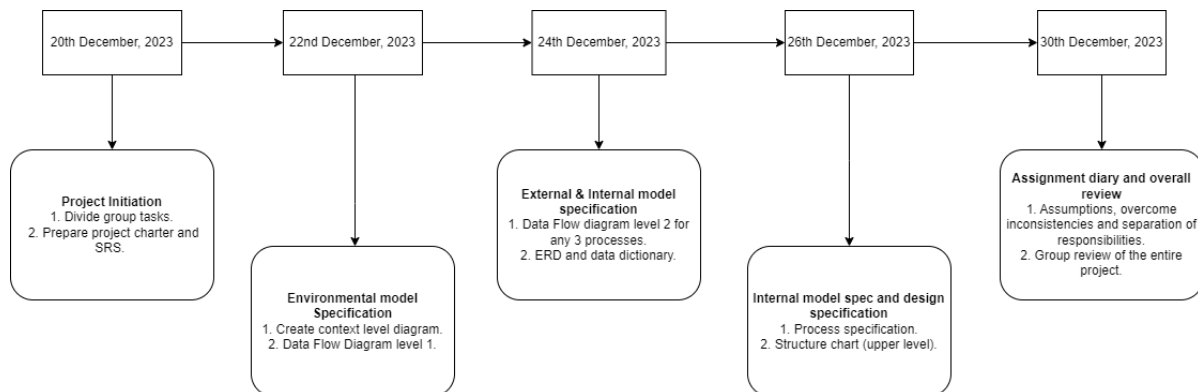 20th December, 2023
22nd December, 2023
24th December, 2023
26th December, 2023
30th December, 2023
Project Initiation
1. Divide group tasks.
2. Prepare project charter and
SRS.
Environmental model
Specification
1. Create context level diagram.
2. Data Flow Diagram level 1.
External & Internal model
specification
1. Data Flow diagram level 2 for
any 3 processes.
2. ERD and data dictionary.
Internal model spec and design
specification
1. Process specification.
2. Structure chart (upper level).
Assignment diary and overall
review
1. Assumptions, overcome
inconsistencies and separation of
responsibilities.
2. Group review of the entire
project.